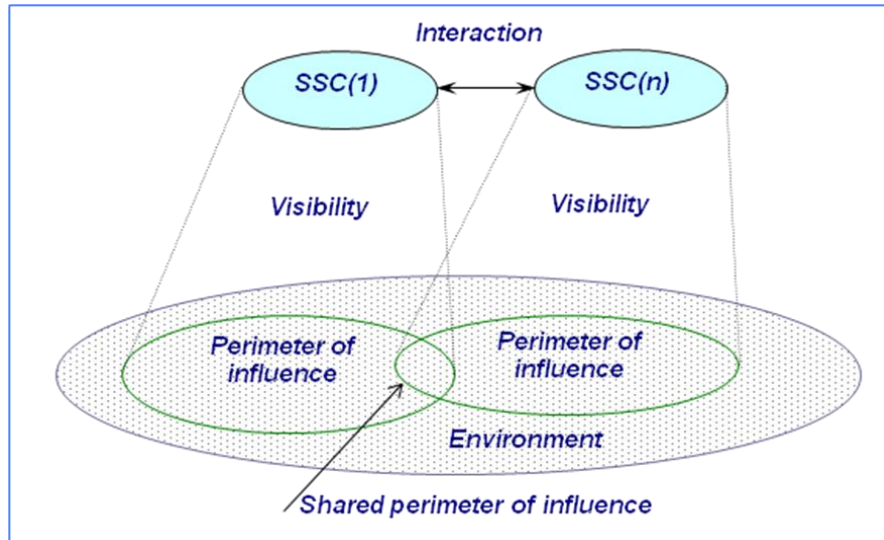 Interaction
SSC(1)
SSC(n)
Visibility
Visibility
Perimeter of
influence
Perimeter of
influence
Environment
Shared perimeter of influence